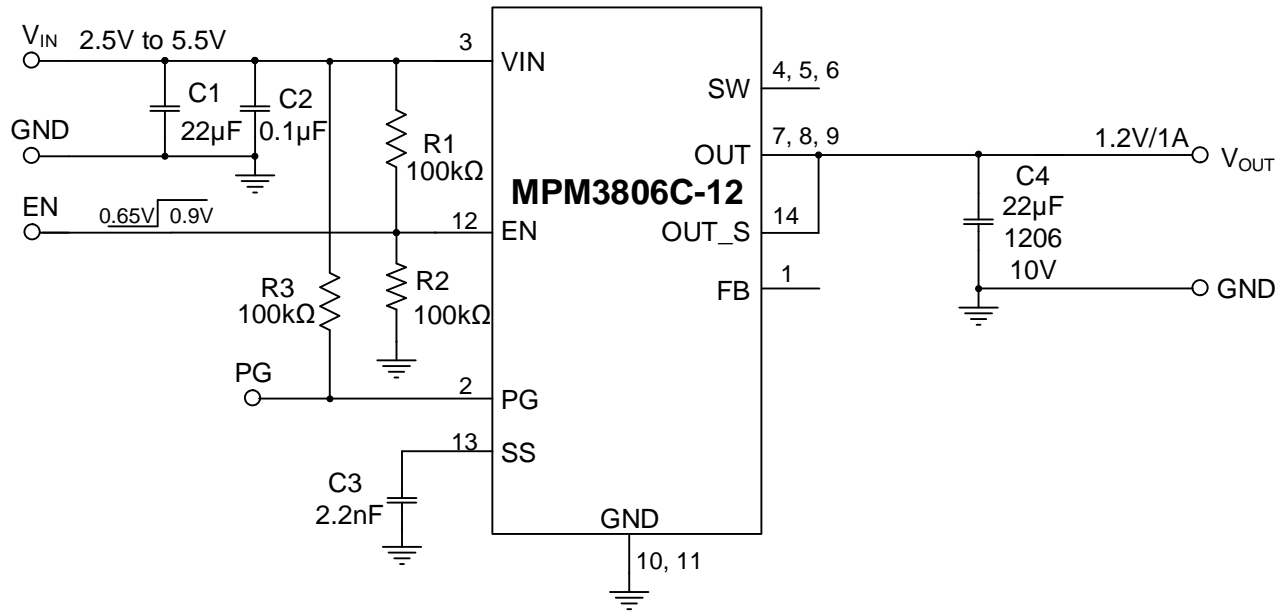 VIN 2.5V to 5.5V
3
VIN
C1
22µF
C2
0.1µF
GND
R1
100kΩ
EN
0.65V 0.9V
12
EN
R3
100kΩ
R2
100kΩ
PG
2
PG
13
SS
C3
2.2nF
MPM3806C-12
SW
4, 5, 6
OUT
7, 8, 9
OUT_S
14
FB
1
GND
10, 11
1.2V/1A
VOUT
C4
22µF
1206
10V
GND